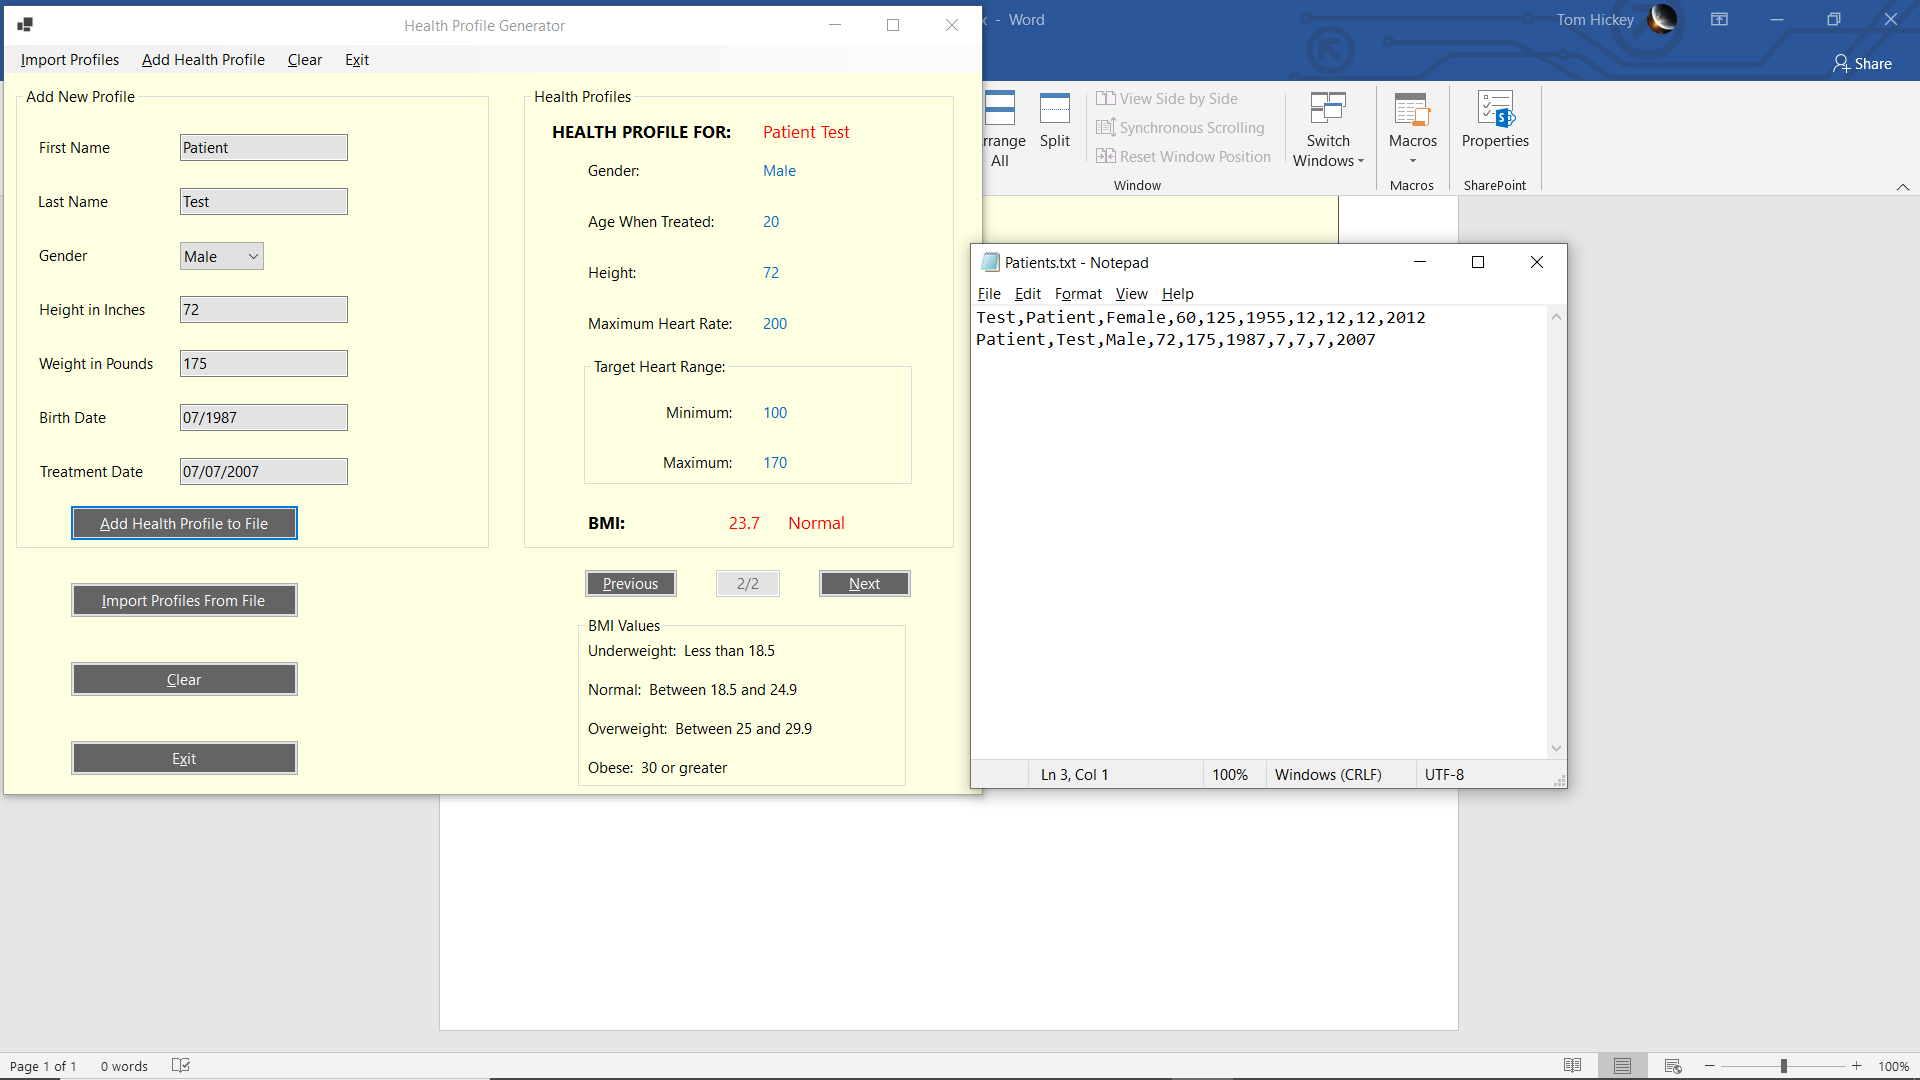 Health Profile Generator
Import Profiles Add Health Profile Clear Exit
Add New Profile
First Name Patient
Last Name Test
Gender Male
Height in Inches 72
Weight in Pounds 175
Birth Date 07/1987
Treatment Date 07/07/2007
Add Health Profile to File
Import Profiles From File
Clear
Exit
Health Profiles
HEALTH PROFILE FOR: Patient Test
Gender: Male
Age When Treated: 20
Height: 72
Maximum Heart Rate: 200
Target Heart Range:
Minimum: 100
Maximum: 170
BMI: 23.7 Normal
Previous 2/2 Next
BMI Values
Underweight: Less than 18.5
Normal: Between 18.5 and 24.9
Overweight: Between 25 and 29.9
Obese: 30 or greater
x - Word
Tom Hickey
Share
rrange
All
Split
View Side by Side
Synchronous Scrolling
Reset Window Position
Switch
Windows
Window
Macros
Macros
Properties
SharePoint
Patients.txt - Notepad
File Edit Format View Help
Test,Patient,Female,60,125,1955,12,12,12,2012
Patient,Test,Male,72,175,1987,7,7,7,2007
Ln 3, Col 1 100% Windows (CRLF) UTF-8
Page 1 of 1 0 words 100%